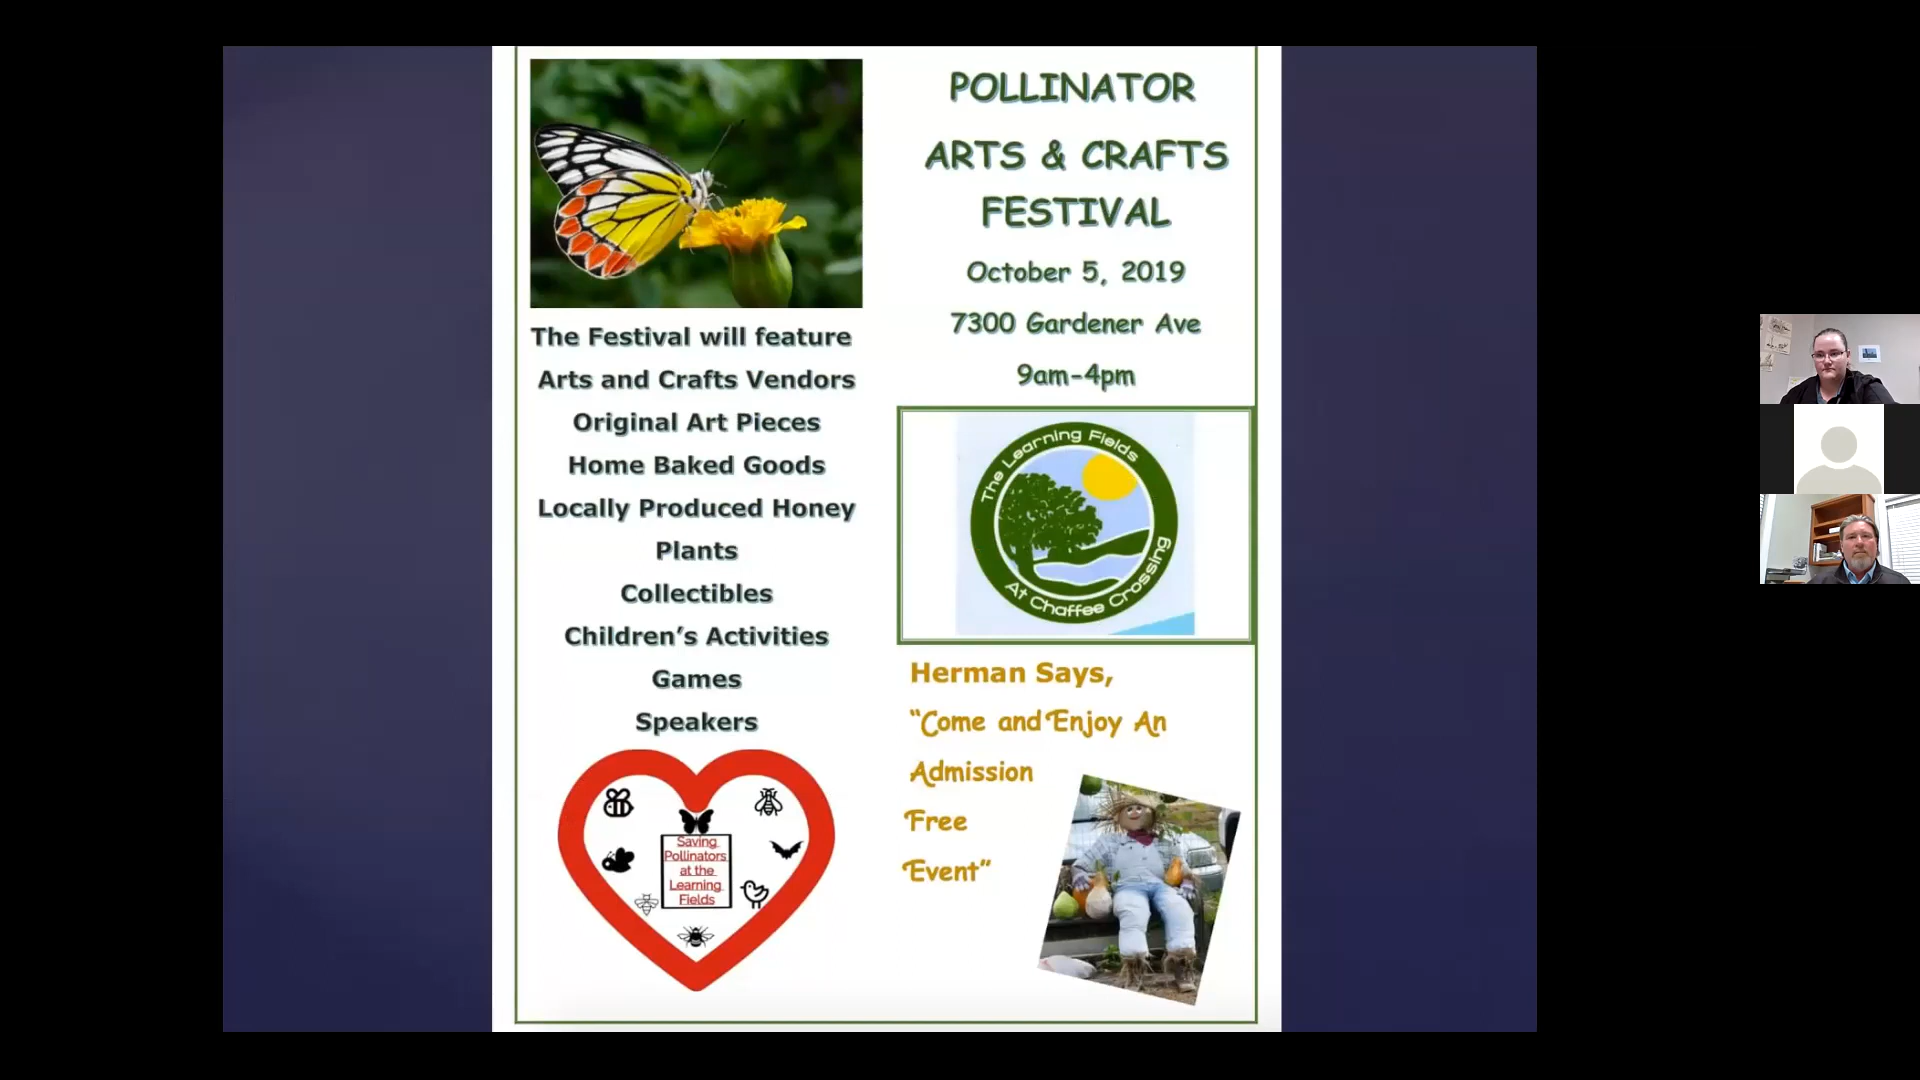 POLLINATOR
ARTS & CRAFTS
FESTIVAL
October 5, 2019
7300 Gardener Ave
9am-4pm
The Festival will feature
Arts and Crafts Vendors
Original Art Pieces
Home Baked Goods
Locally Produced Honey
Plants
Collectibles
Children’s Activities
Games
Speakers
The Learning Fields
At Chaffee Crossing
Herman Says,
“Come and Enjoy An
Admission
Free
Event”
Saving
Pollinators
at the
Learning
Fields